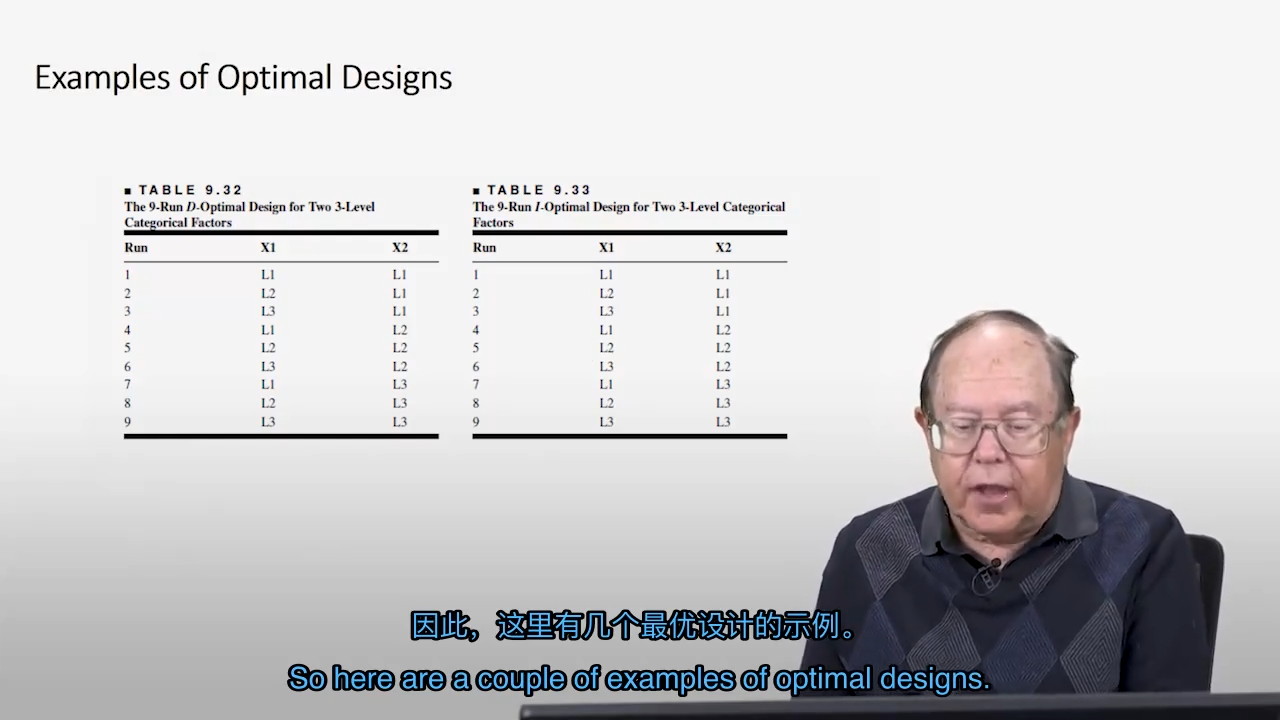 Examples of Optimal Designs
■ TABLE 9.32
The 9-Run D-Optimal Design for Two 3-Level
Categorical Factors
Run X1 X2
1 L1 L1
2 L2 L1
3 L3 L1
4 L1 L2
5 L2 L2
6 L3 L2
7 L1 L3
8 L2 L3
9 L3 L3
■ TABLE 9.33
The 9-Run I-Optimal Design for Two 3-Level Categorical
Factors
Run X1 X2
1 L1 L1
2 L2 L1
3 L3 L1
4 L1 L2
5 L2 L2
6 L3 L2
7 L1 L3
8 L2 L3
9 L3 L3
因此，这里有几个最优设计的示例。
So here are a couple of examples of optimal designs.